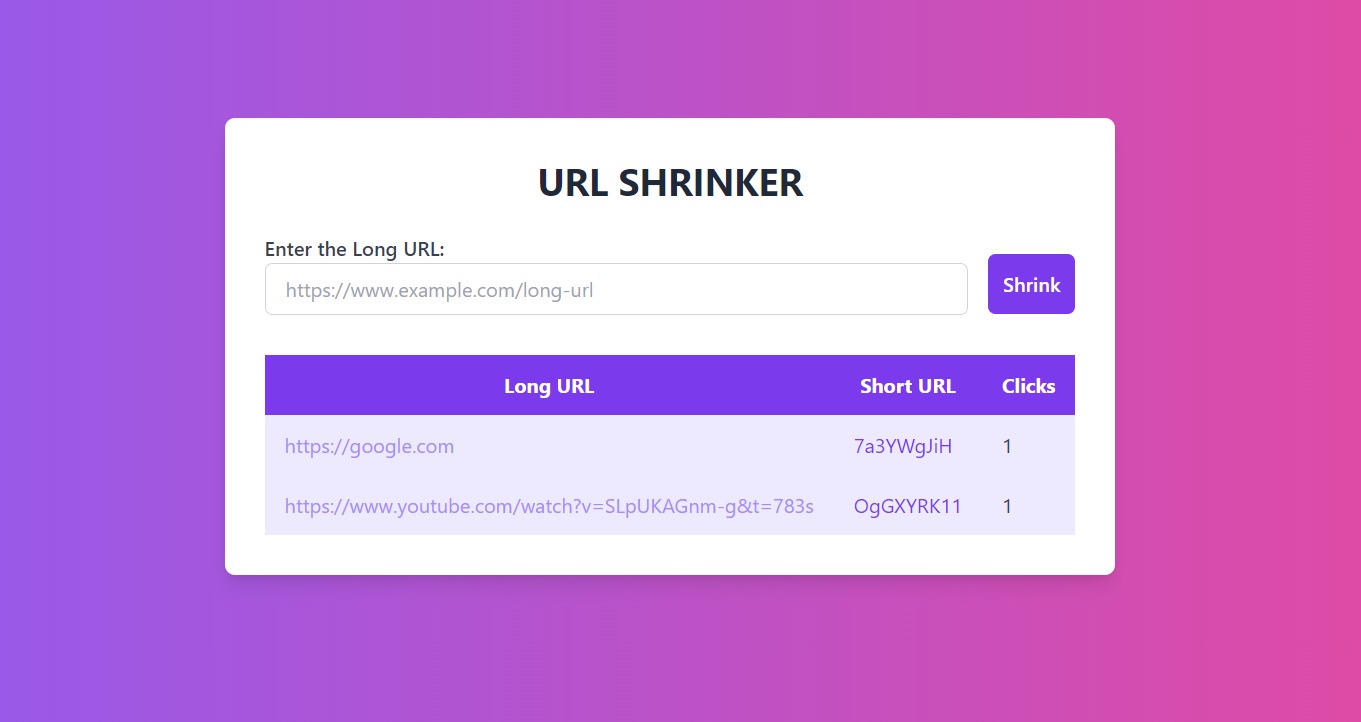 URL SHRINKER
Enter the Long URL:
https://www.example.com/long-url
Shrink
Long URL Short URL Clicks
https://google.com 7a3YWgJiH 1
https://www.youtube.com/watch?v=SLpUKAGnm-g&t=783s OgGXYRK11 1